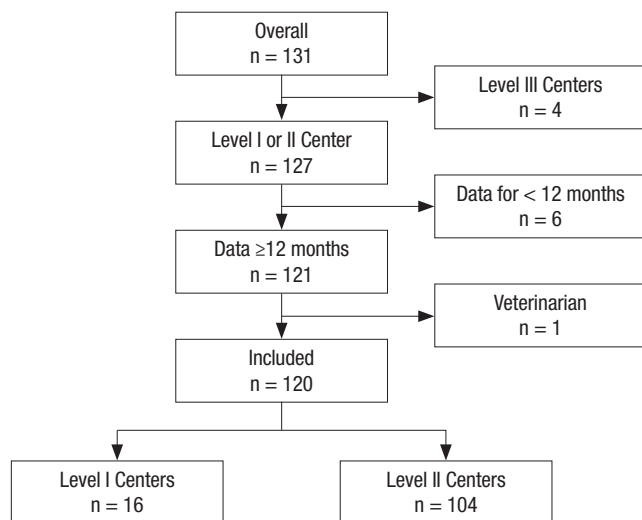 Overall
n = 131
Level III Centers
n = 4
Level I or II Center
n = 127
Data for < 12 months
n = 6
Data ≥12 months
n = 121
Veterinarian
n = 1
Included
n = 120
Level I Centers
n = 16
Level II Centers
n = 104